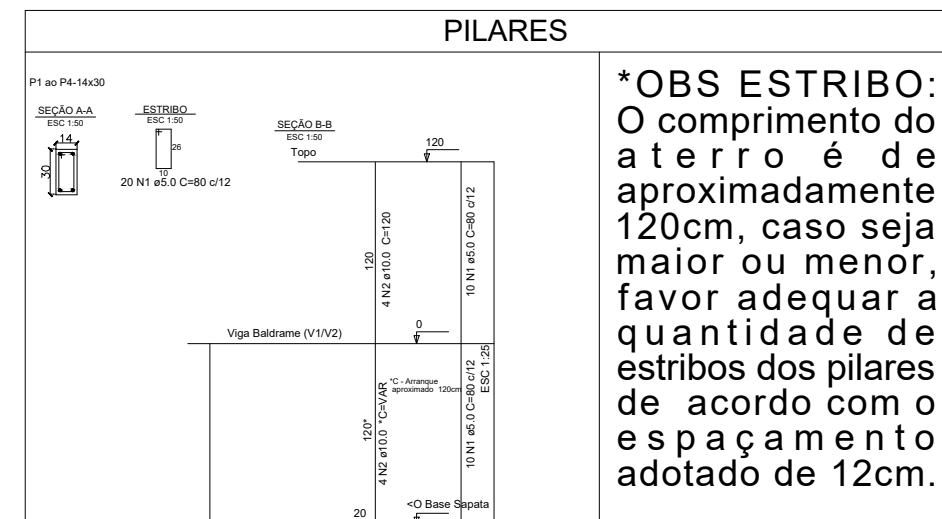 PILARES
P1 ao P4-14x30
SEÇÃO A-A
ESC 1:50
14
30
ESTRIBO
ESC 1:50
26
10
20 N1 ø5.0 C=80 c/12
SEÇÃO B-B
ESC 1:50
Topo
120
120
4 N2 ø10.0 C=120
10 N1 ø5.0 C=80 c/12
Viga Baldrame (V1/V2)
0
120*
4 N2 ø10.0 *C=VAR
*C - Arranque
aproximado 120cm
10 N1 ø5.0 C=80 c/12
ESC 1:25
20
<O Base Sapata
*OBS ESTRIBO:
O comprimento do
aterro é de
aproximadamente
120cm, caso seja
maior ou menor,
favor adequar a
quantidade de
estribos dos pilares
de acordo com o
espaçamento
adotado de 12cm.